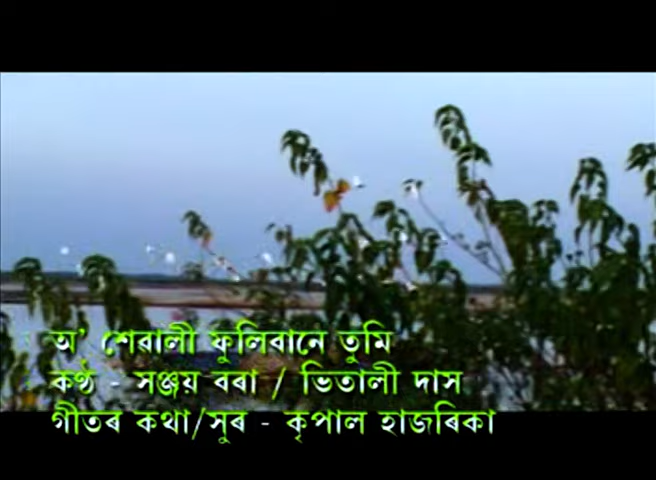 অ' শেৱালী ফুলিবানে তুমি
কণ্ঠ - সঞ্জয় বৰা / ভিতালী দাস
গীতৰ কথা/সুৰ - কৃপাল হাজৰিকা